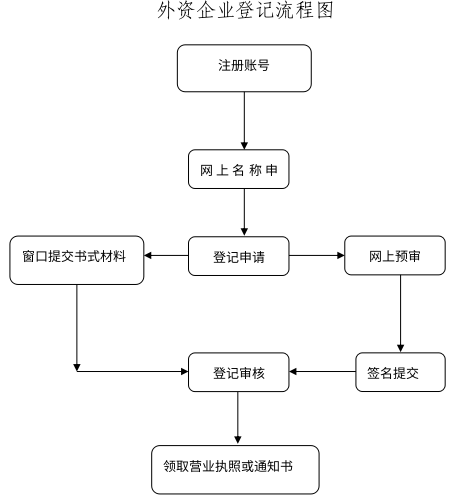 外资企业登记流程图
注册账号
网上名称申
登记申请
窗口提交书式材料
网上预审
登记审核
签名提交
领取营业执照或通知书